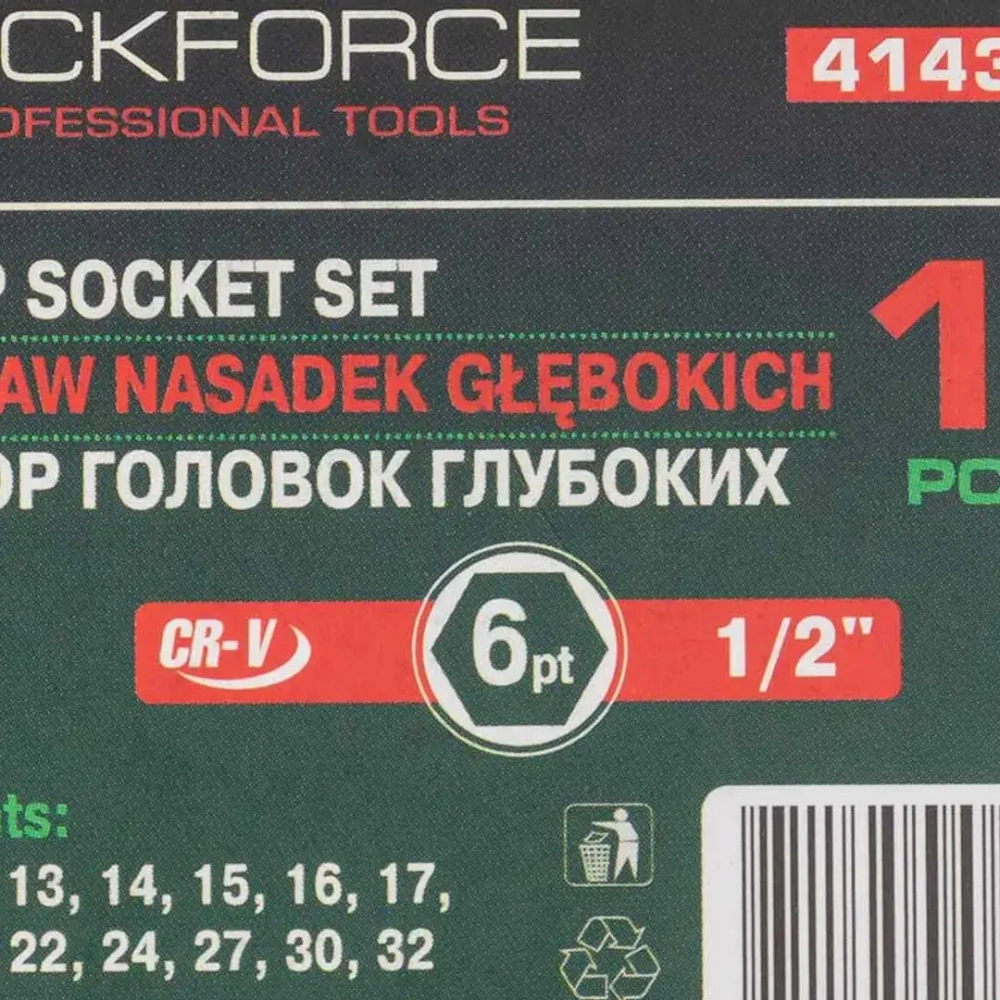 CKFORCE
OFESSIONAL TOOLS
4143
P SOCKET SET
AW NASADEK GŁĘBOKICH
ОР ГОЛОВОК ГЛУБОКИХ
1
PC
CR-V
6pt
1/2"
ts:
13, 14, 15, 16, 17,
22, 24, 27, 30, 32